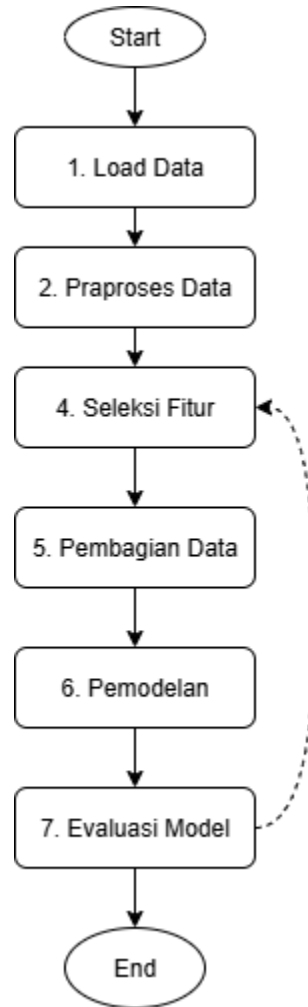 Start
1. Load Data
2. Praproses Data
4. Seleksi Fitur
5. Pembagian Data
6. Pemodelan
7. Evaluasi Model
End